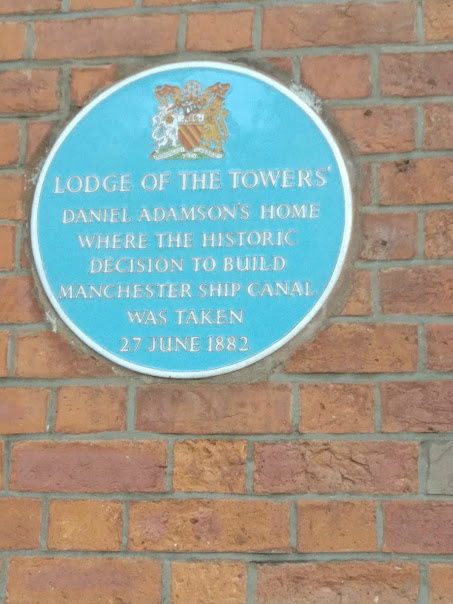 LODGE OF THE TOWERS'
DANIEL ADAMSON'S HOME
WHERE THE HISTORIC
DECISION TO BUILD
MANCHESTER SHIP CANAL
WAS TAKEN
27 JUNE 1882